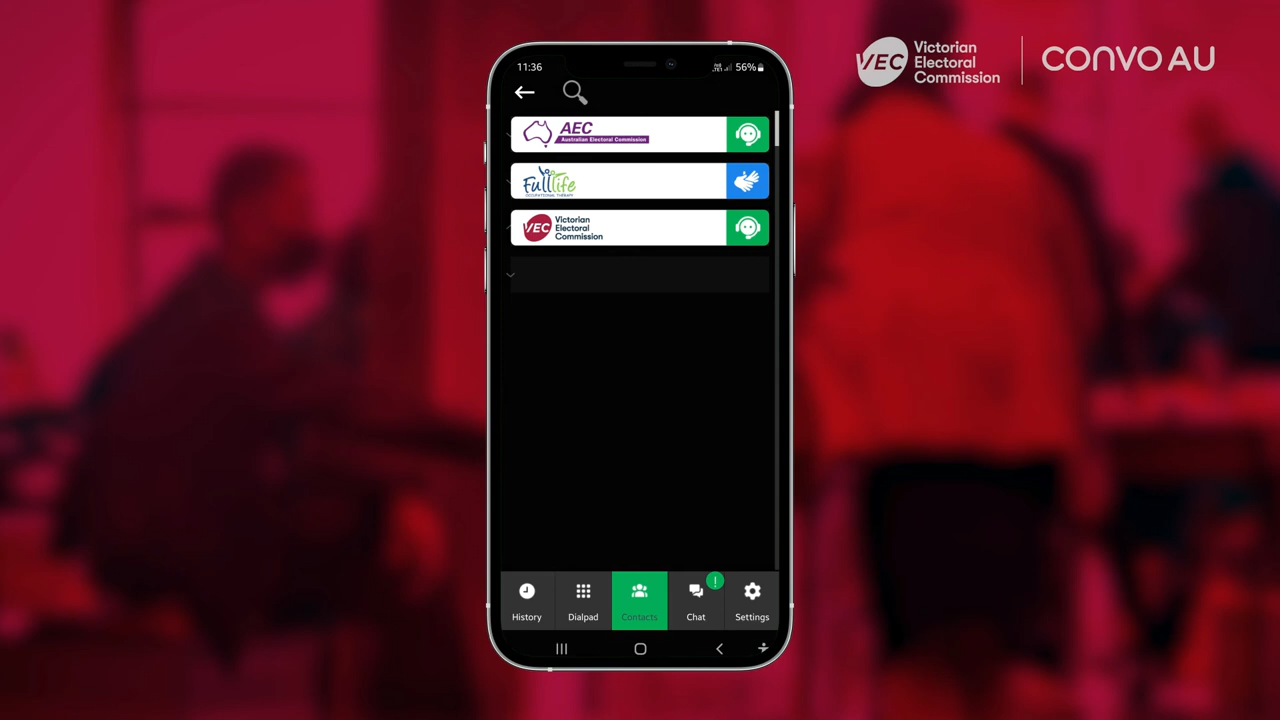 VEC
Victorian
Electoral
Commission
CONVO AU
11:36
56%
AEC
Australian Electoral Commission
Full life
OCCUPATIONAL THERAPY
VEC
Victorian
Electoral
Commission
History
Dialpad
Contacts
Chat
!
Settings